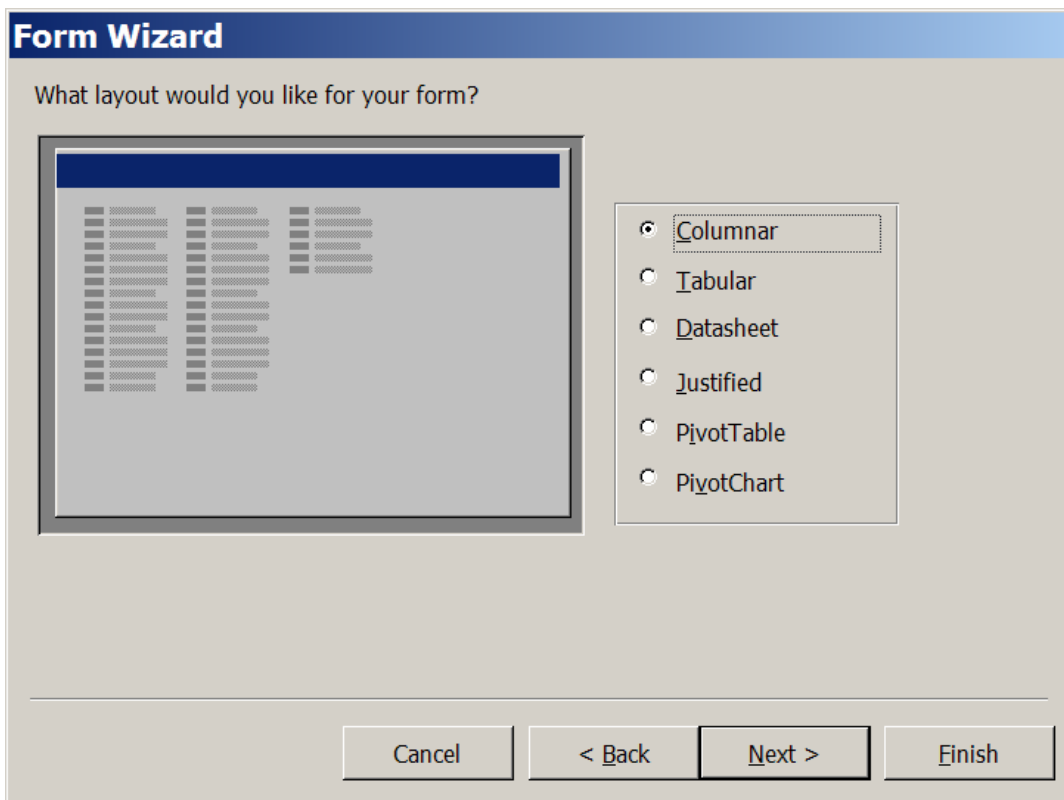 Form Wizard
What layout would you like for your form?
Columnar
Tabular
Datasheet
Justified
PivotTable
PivotChart
Cancel
< Back
Next >
Finish